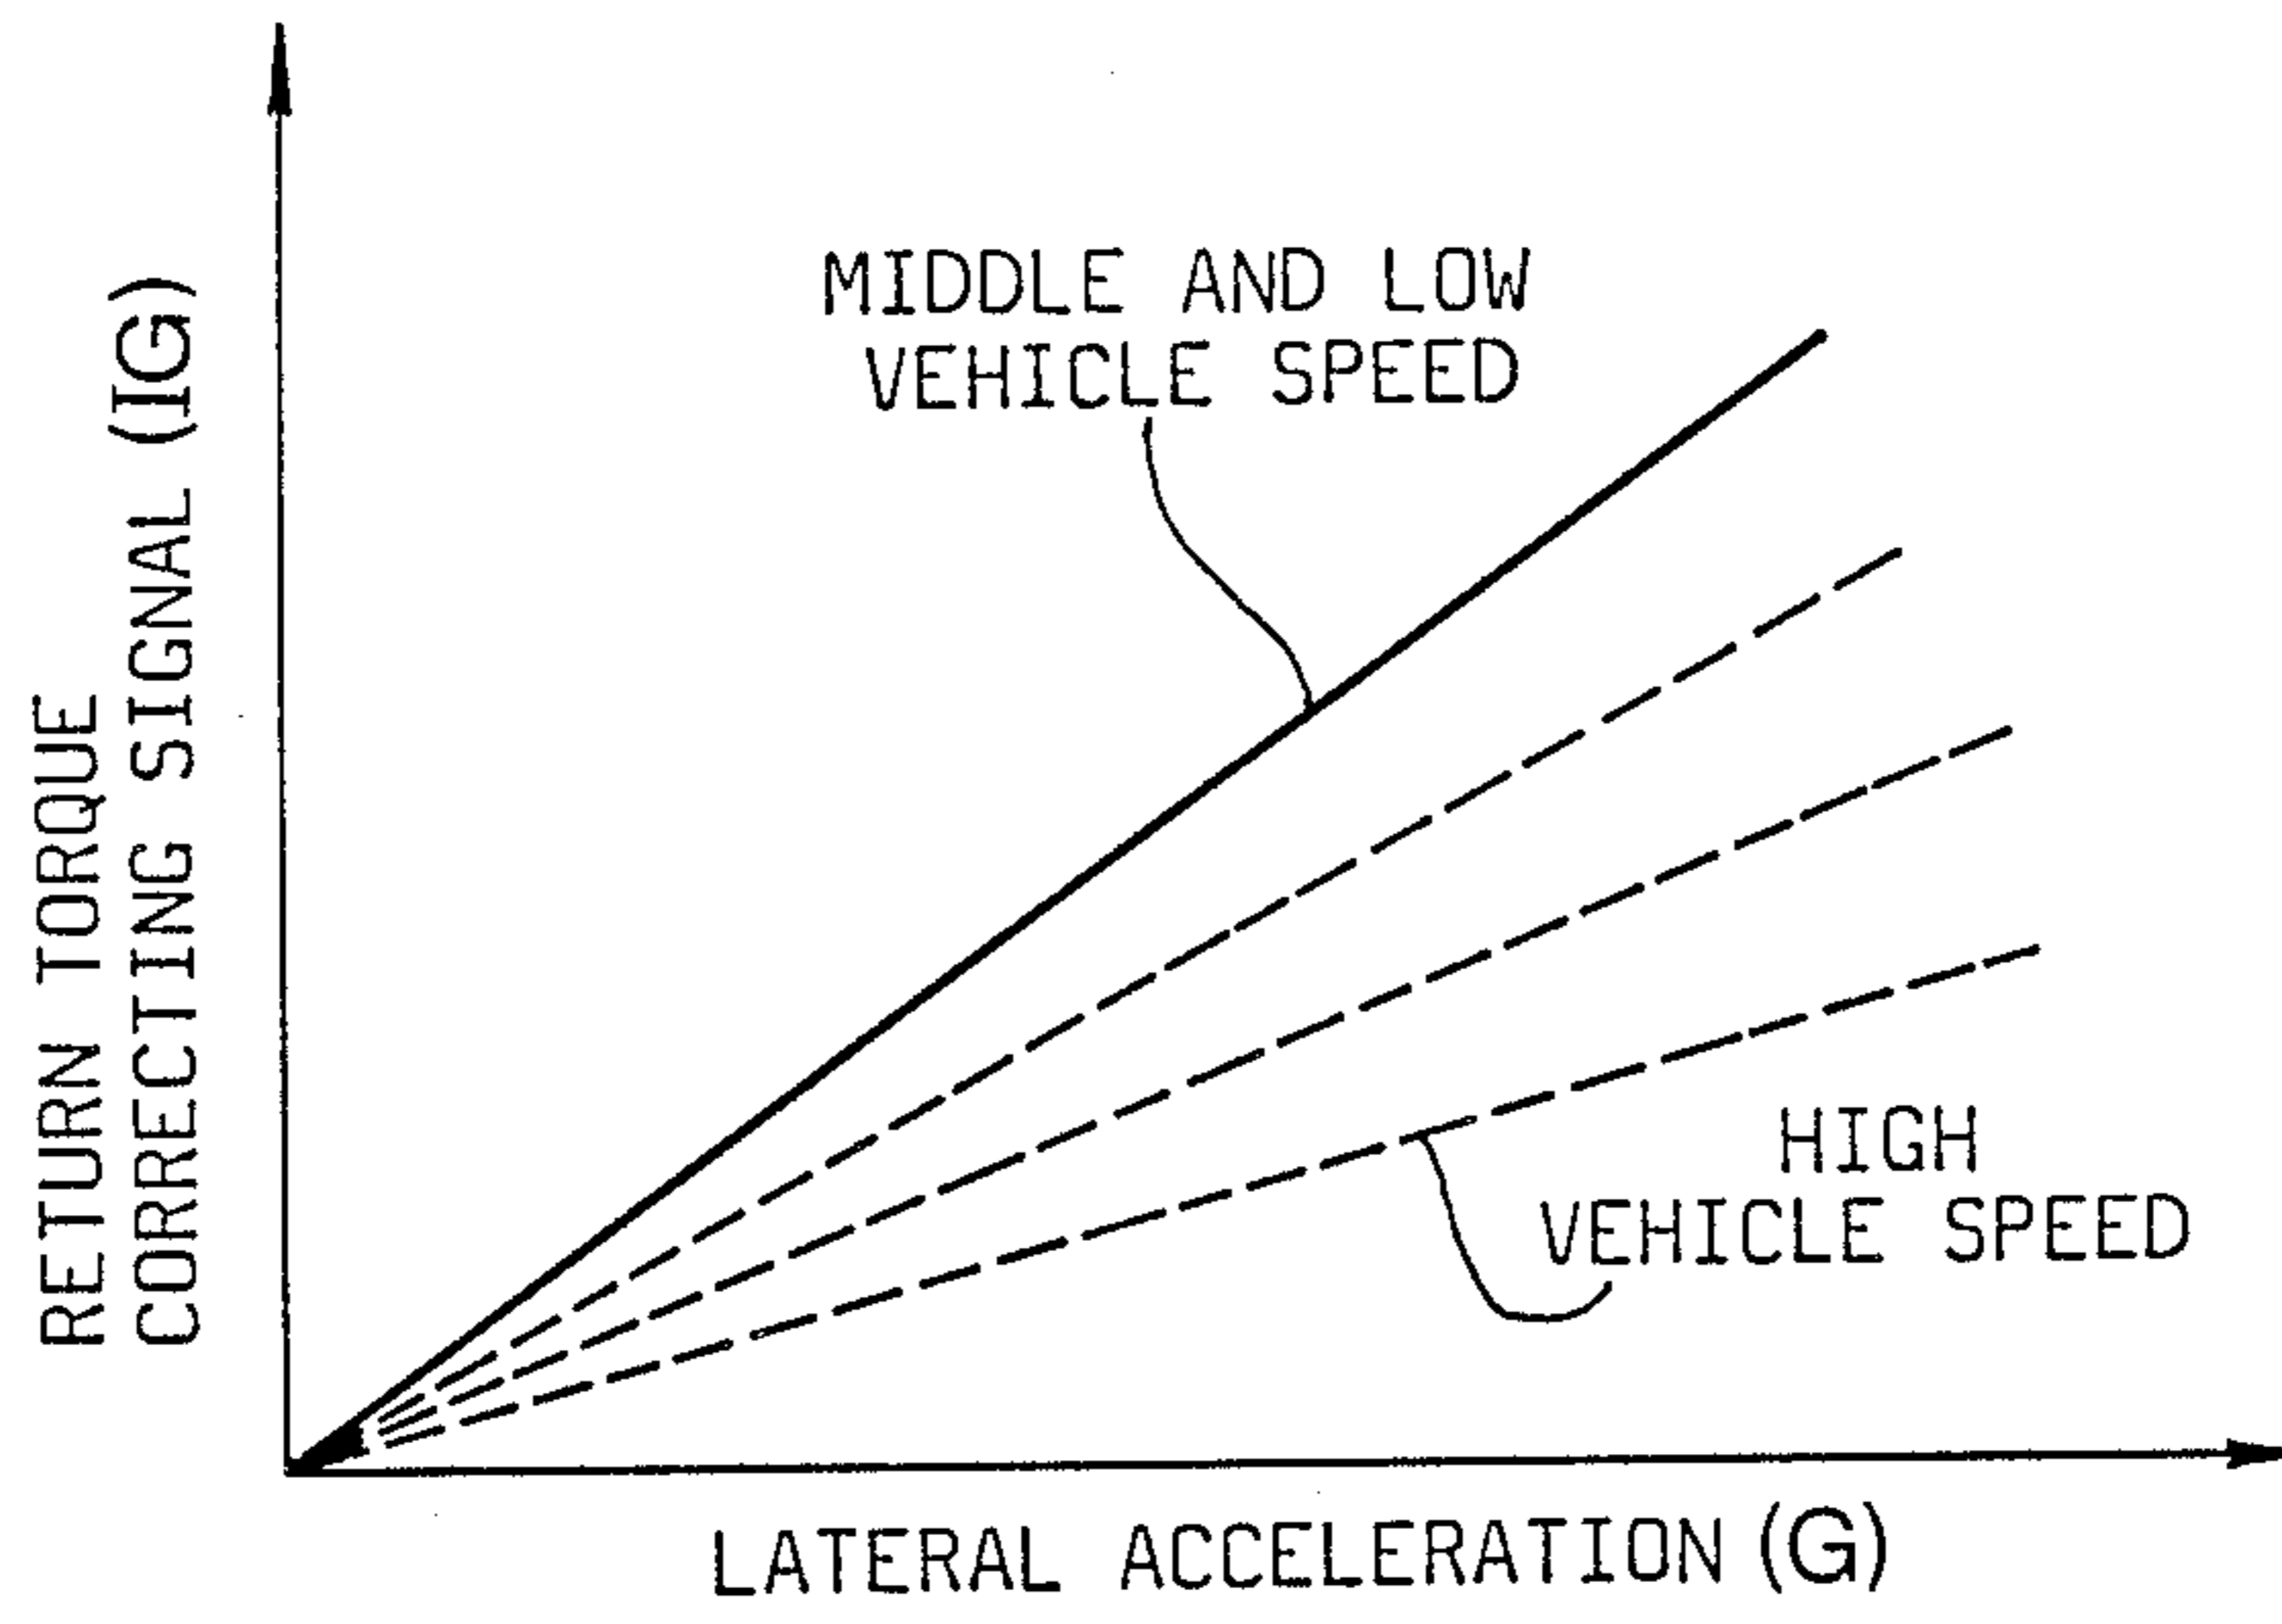 RETURN TORQUE
CORRECTING SIGNAL (IG)
MIDDLE AND LOW
VEHICLE SPEED
HIGH
VEHICLE SPEED
LATERAL ACCELERATION (G)